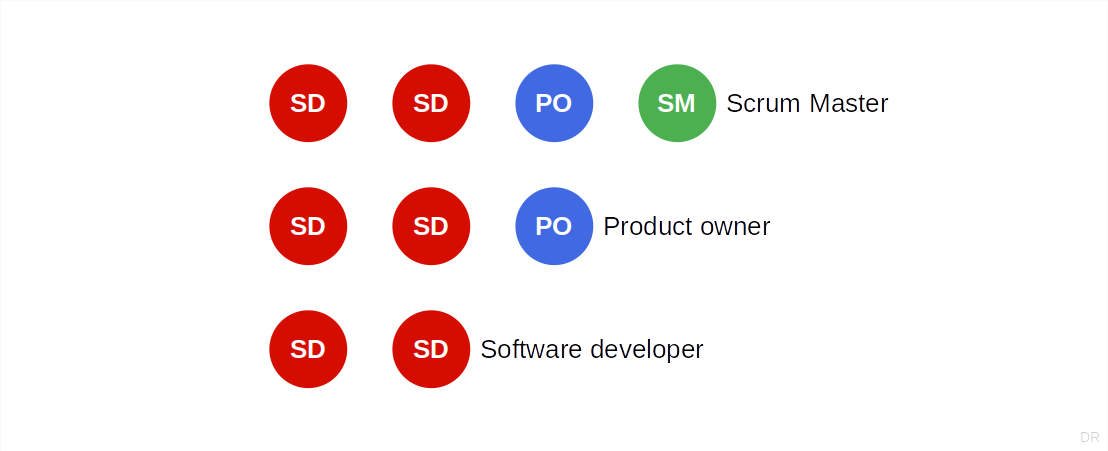 SD SD PO SM Scrum Master
SD SD PO Product owner
SD SD Software developer
DR